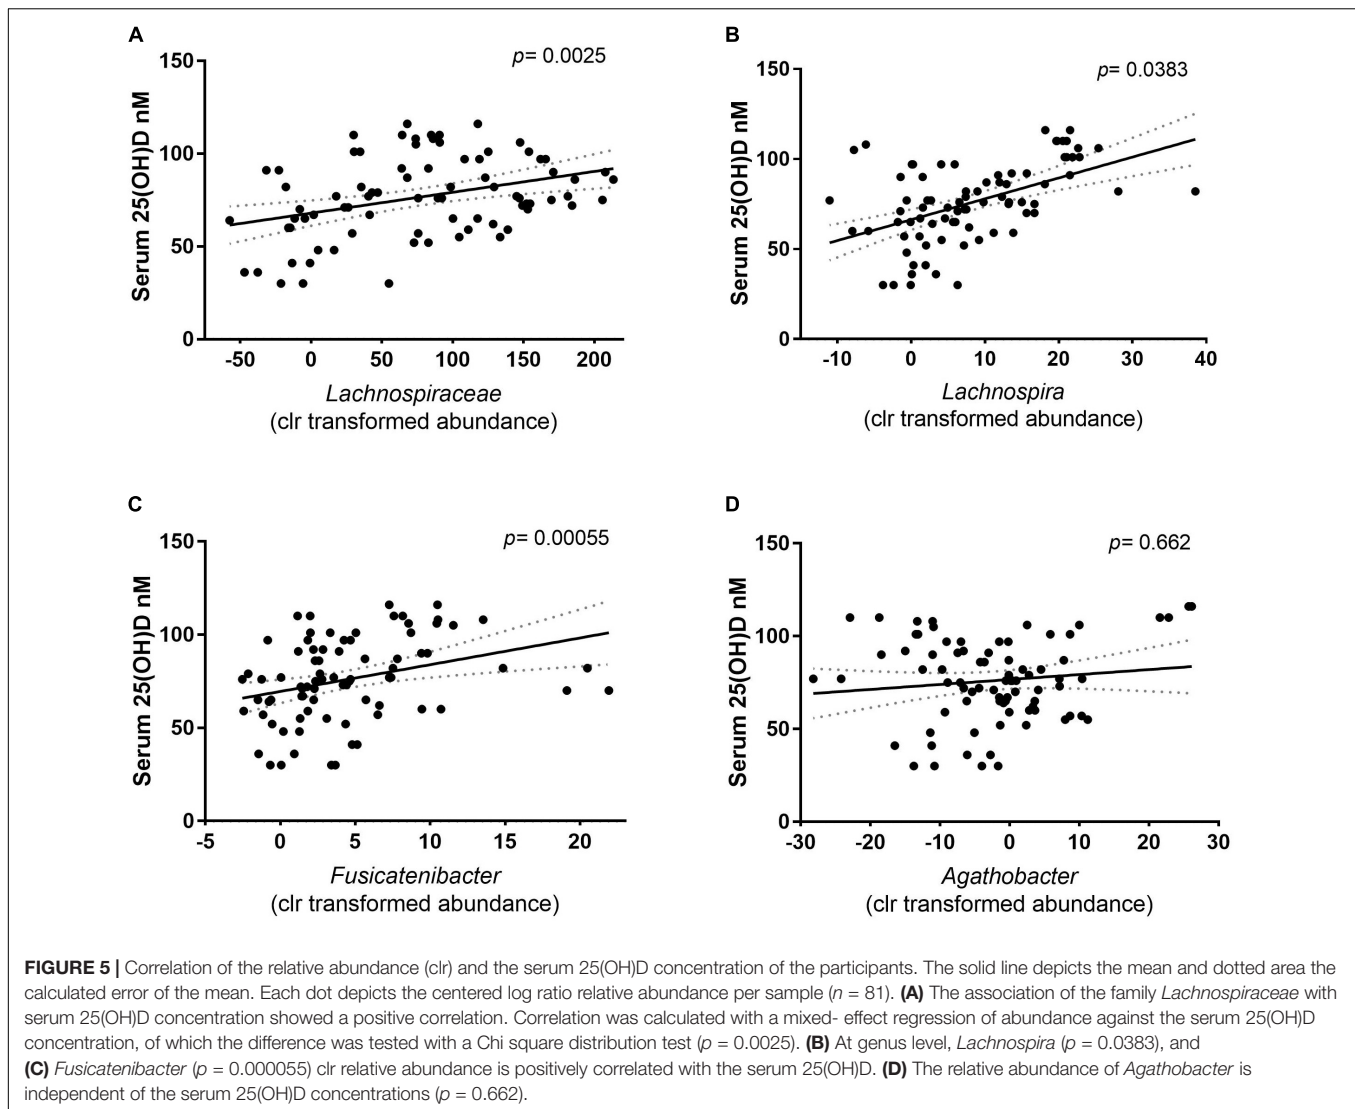 A
B
p= 0.0025
p= 0.0383
Serum 25(OH)D nM
150
100
50
0
-50
0
50
100
150
200
Lachnospiraceae
(clr transformed abundance)
Serum 25(OH)D nM
150
100
50
0
-10
0
10
20
30
40
Lachnospira
(clr transformed abundance)
C
D
p= 0.00055
p= 0.662
Serum 25(OH)D nM
150
100
50
0
-5
0
5
10
15
20
Fusicatenibacter
(clr transformed abundance)
Serum 25(OH)D nM
150
100
50
0
-30
-20
-10
0
10
20
30
Agathobacter
(clr transformed abundance)
FIGURE 5 | Correlation of the relative abundance (clr) and the serum 25(OH)D concentration of the participants. The solid line depicts the mean and dotted area the
calculated error of the mean. Each dot depicts the centered log ratio relative abundance per sample (n = 81). (A) The association of the family Lachnospiraceae with
serum 25(OH)D concentration showed a positive correlation. Correlation was calculated with a mixed- effect regression of abundance against the serum 25(OH)D
concentration, of which the difference was tested with a Chi square distribution test (p = 0.0025). (B) At genus level, Lachnospira (p = 0.0383), and
(C) Fusicatenibacter (p = 0.000055) clr relative abundance is positively correlated with the serum 25(OH)D. (D) The relative abundance of Agathobacter is
independent of the serum 25(OH)D concentrations (p = 0.662).